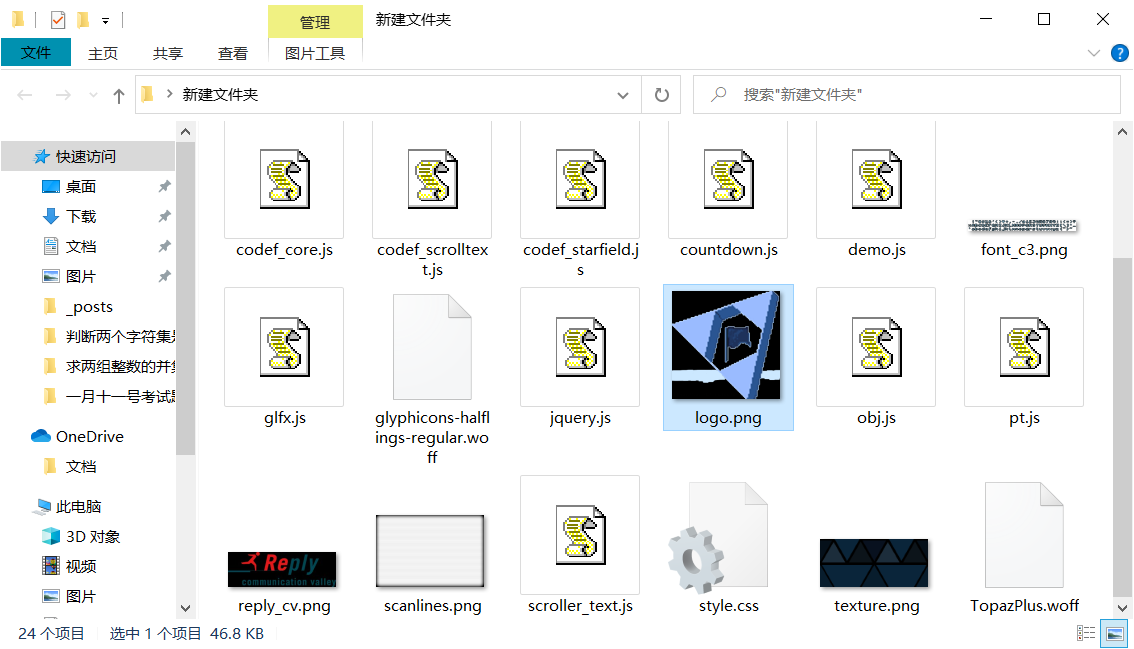 管理
新建文件夹
文件
主页
共享
查看
图片工具
新建文件夹
搜索"新建文件夹"
快速访问
桌面
下载
文档
图片
_posts
判断两个字符集
求两组整数的并
一月十一号考试
OneDrive
文档
此电脑
3D 对象
视频
图片
codef_core.js
codef_scrolltex
t.js
codef_starfield.j
s
countdown.js
demo.js
font_c3.png
glfx.js
glyphicons-halfl
ings-regular.wo
ff
jquery.js
logo.png
obj.js
pt.js
Reply
communication valley
reply_cv.png
scanlines.png
scroller_text.js
style.css
texture.png
TopazPlus.woff
24 个项目
选中 1 个项目 46.8 KB